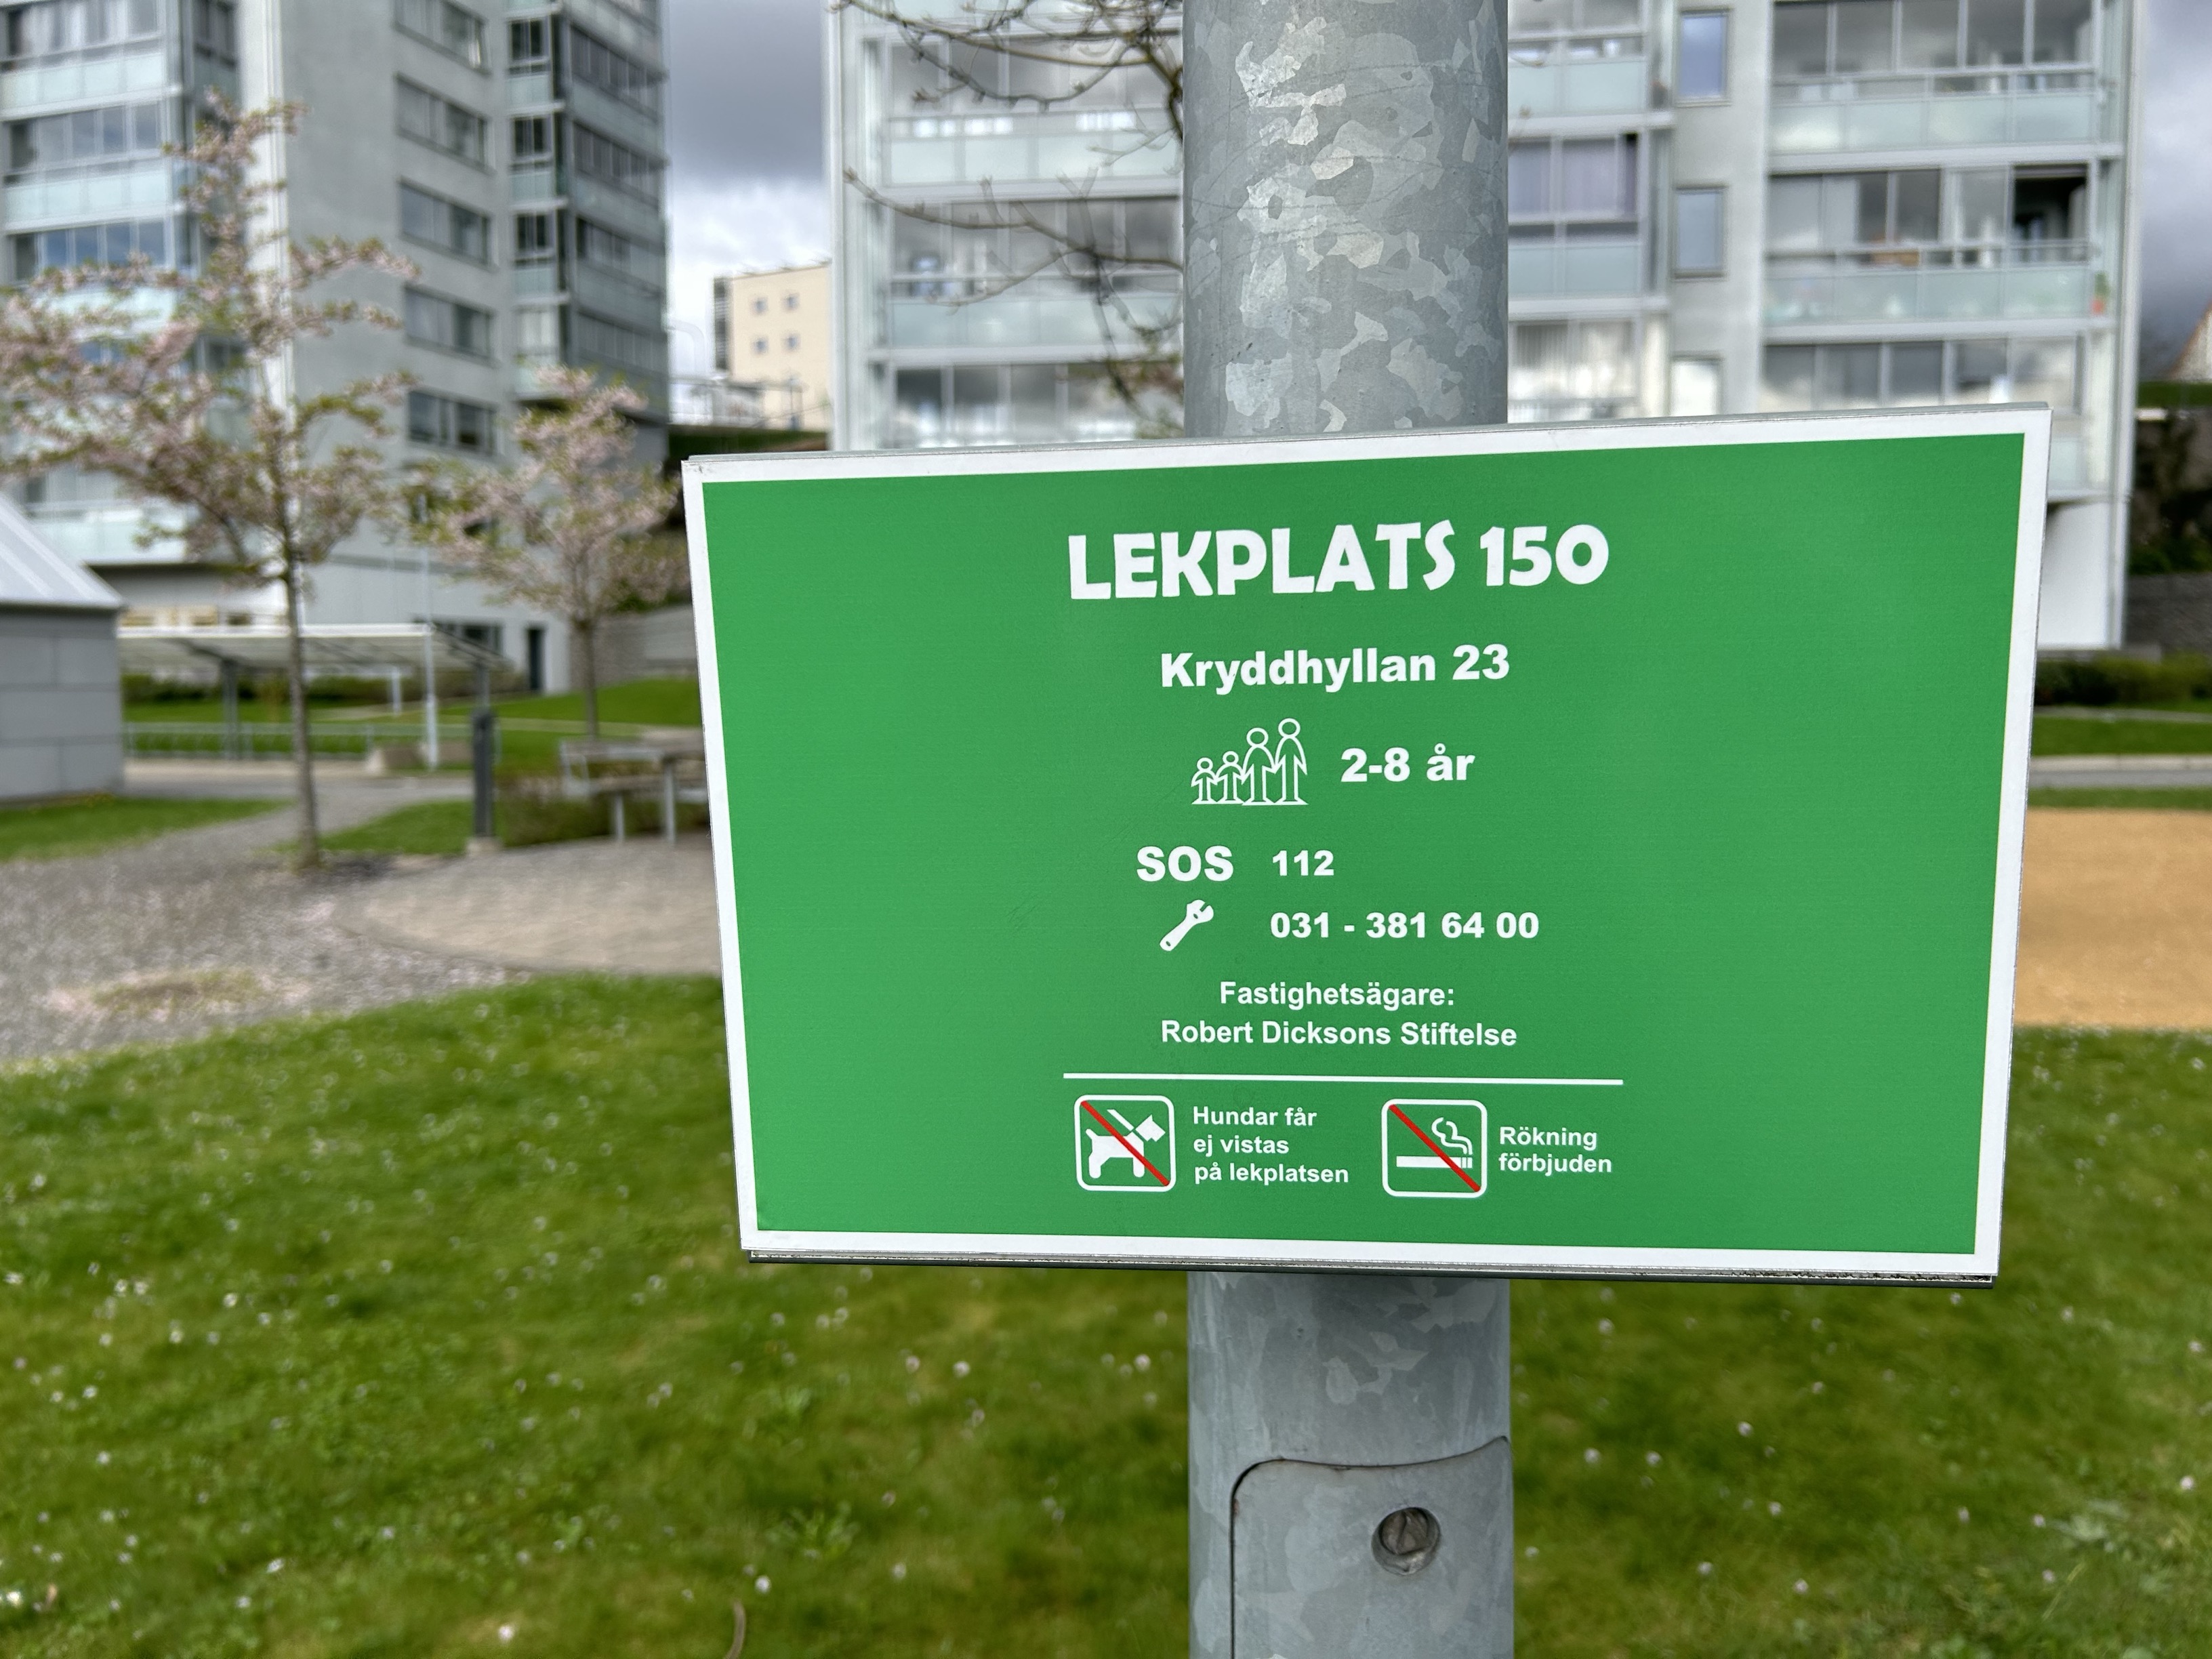 LEKPLATS 150
Kryddhyllan 23
2-8 år
SOS 112
031 - 381 64 00
Fastighetsägare:
Robert Dicksons Stiftelse
Hundar får
ej vistas
på lekplatsen
Rökning
förbjuden